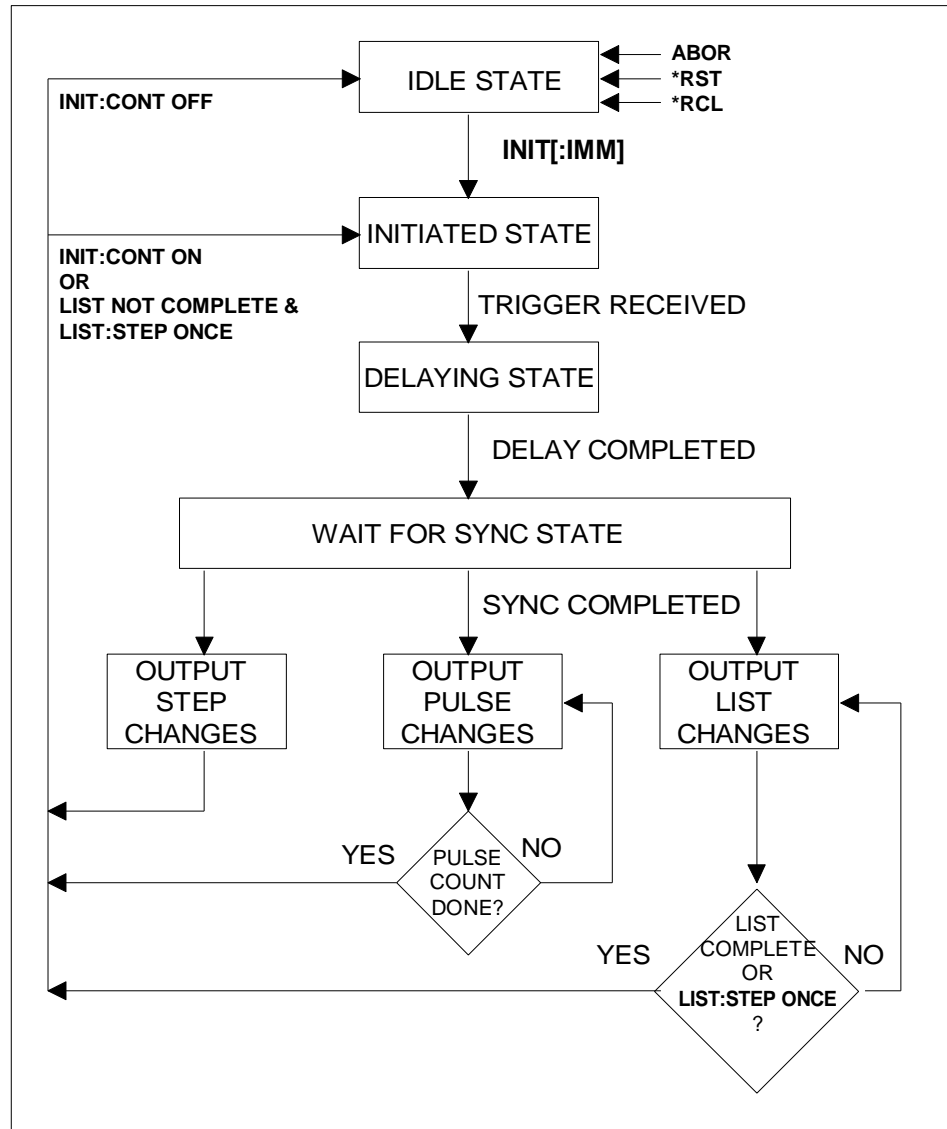 IDLE STATE
ABOR
*RST
*RCL
INIT:CONT OFF
INIT[:IMM]
INITIATED STATE
INIT:CONT ON
OR
LIST NOT COMPLETE &
LIST:STEP ONCE
TRIGGER RECEIVED
DELAYING STATE
DELAY COMPLETED
WAIT FOR SYNC STATE
SYNC COMPLETED
OUTPUT
STEP
CHANGES
OUTPUT
PULSE
CHANGES
OUTPUT
LIST
CHANGES
YES
PULSE
COUNT
DONE?
NO
YES
LIST
COMPLETE
OR
LIST:STEP ONCE
?
NO